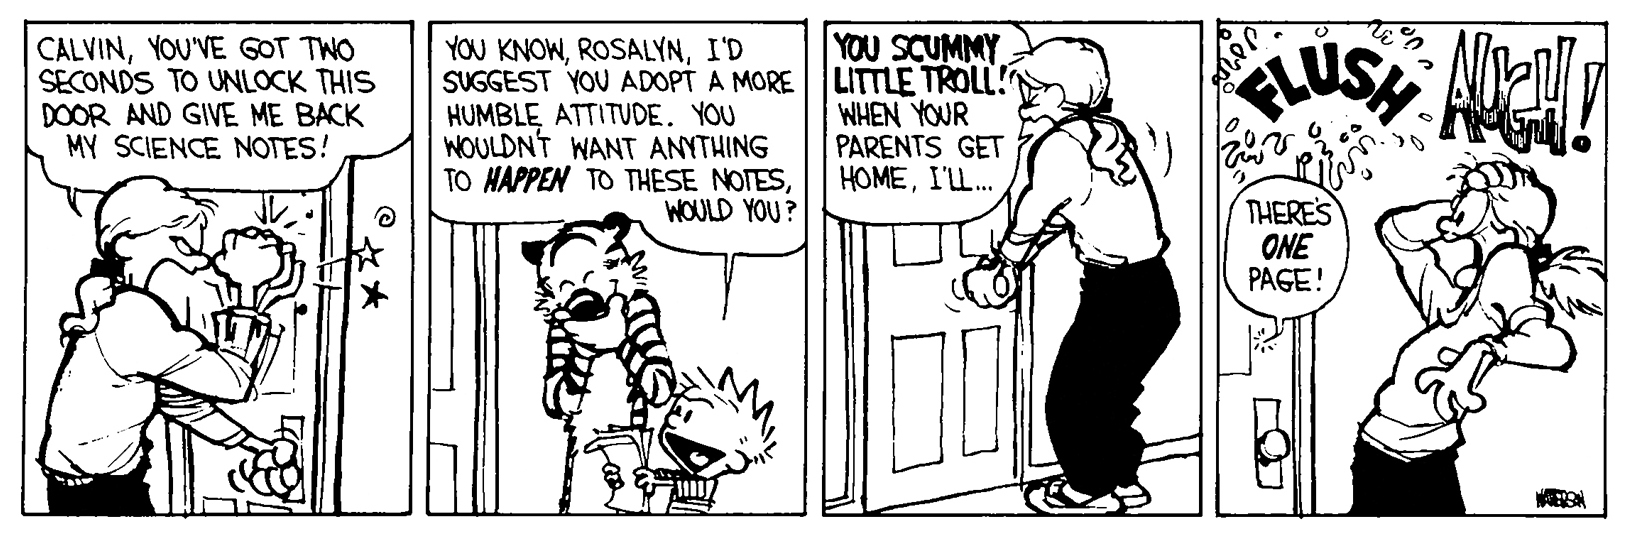 CALVIN, YOU'VE GOT TWO
SECONDS TO UNLOCK THIS
DOOR AND GIVE ME BACK
MY SCIENCE NOTES!
YOU KNOW, ROSALYN, I'D
SUGGEST YOU ADOPT A MORE
HUMBLE ATTITUDE. YOU
WOULDN'T WANT ANYTHING
TO HAPPEN TO THESE NOTES,
WOULD YOU?
YOU SCUMMY
LITTLE TROLL!
WHEN YOUR
PARENTS GET
HOME, I'LL...
FLUSH
AUGH!
THERE'S
ONE
PAGE!
WATTERSON